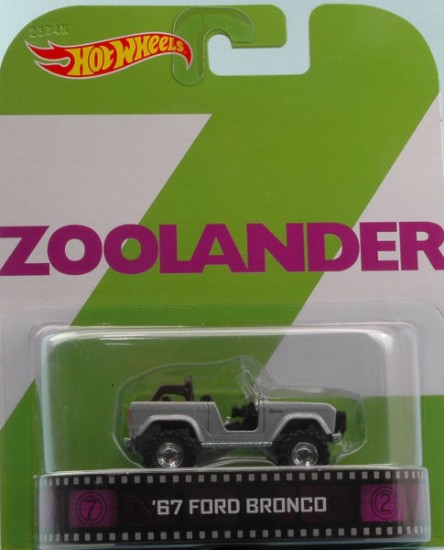 HOT WHEELS
ZOOLANDER
'67 FORD BRONCO
7
2